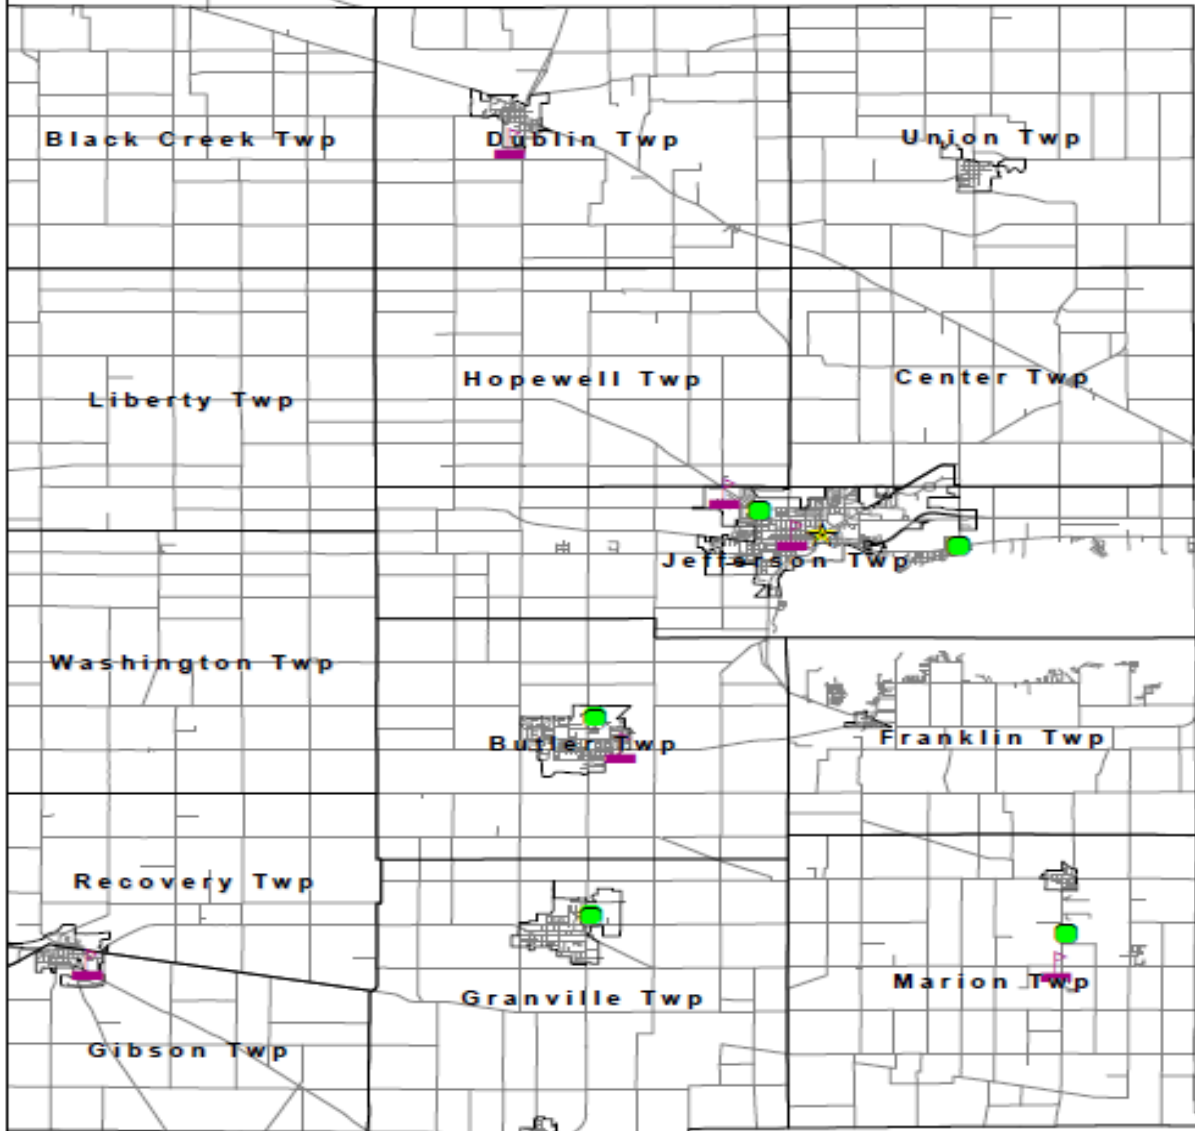 Black Creek Twp
Dublin Twp
Union Twp
Liberty Twp
Hopewell Twp
Center Twp
Jefferson Twp
Washington Twp
Butler Twp
Franklin Twp
Recovery Twp
Granville Twp
Marion Twp
Gibson Twp